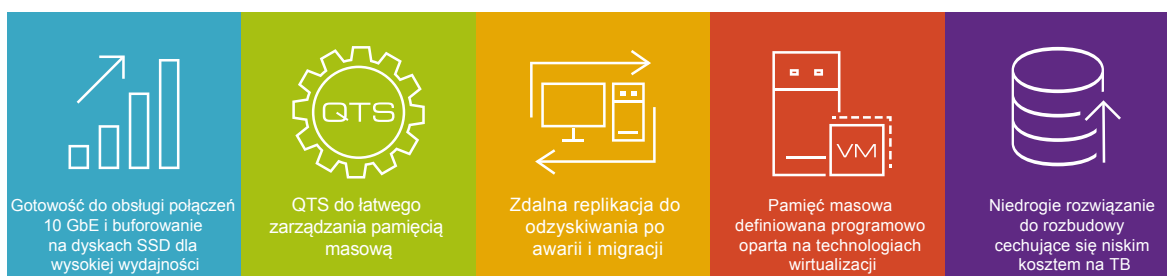 QTS
VM
Gotowość do obsługi połączeń
10 GbE i buforowanie
na dyskach SSD dla
wysokiej wydajności
QTS do łatwego
zarządzania pamięcią
masową
Zdalna replikacja do
odzyskiwania po
awarii i migracji
Pamięć masowa
definiowana programowo
oparta na technologiach
wirtualizacji
Niedrogie rozwiązanie
do rozbudowy
cechujące się niskim
kosztem na TB